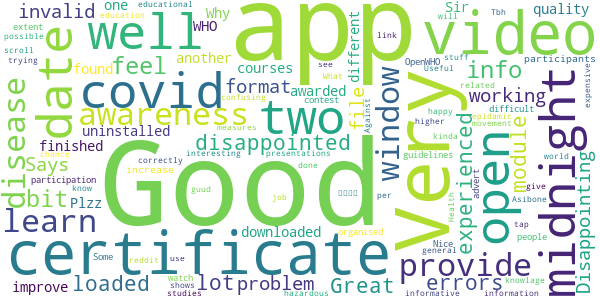 invalid
WHO
one
educational
Why
another
Sir
Tbh
will
quality
extent
possible
scroll
trying
well
feel
found
app
video
date
courses
different
link
see
What
OpenWHO
Useful
stuff
participants
difficult
covid
format
info
working
awareness
awarded
contest
file
Against
window
confusing
happy
higher
kinda
related
expensive
finished
uninstalled
two
disappointed
measures
interesting
presentations
correctly
done
disease
Says
bit
Plzz
increase
participation
know
Good
Very
open
experienced
guidelines
epidemic
movement
module
midnight
Disappointing
world
give
Asibone
learn
certificate
guud
job
per
Health
advert
tap
people
Nice
general
knowlage
downloaded
organised
Some
reddit
use
loaded
lot
problem
Great
provide
errors
improve
watch
shows
studies
hazardous
informative
information